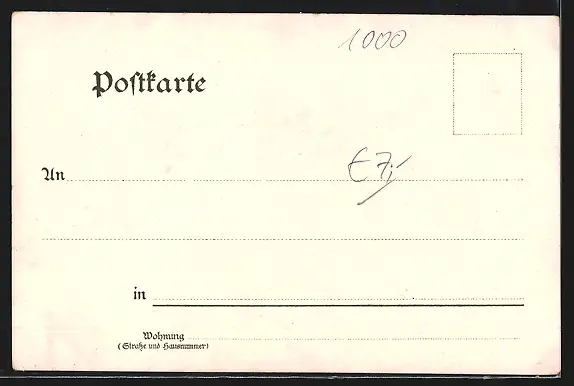 1000
Postkarte
An
€ 7,-
in
Wohnung
(Straße und Hausnummer)